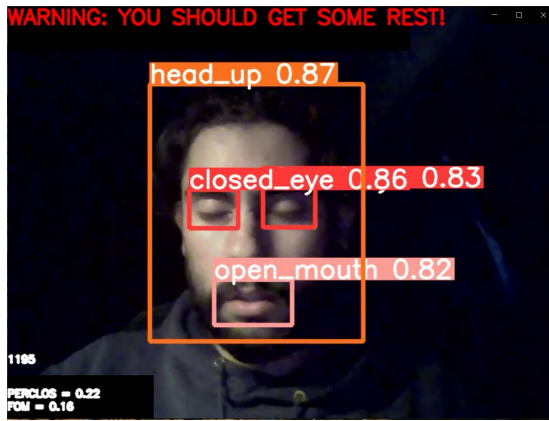 WARNING: YOU SHOULD GET SOME REST!
head_up 0.87
closed_eye 0.86 0.83
open_mouth 0.82
1195
PERCLOS = 0.22
FOM = 0.16